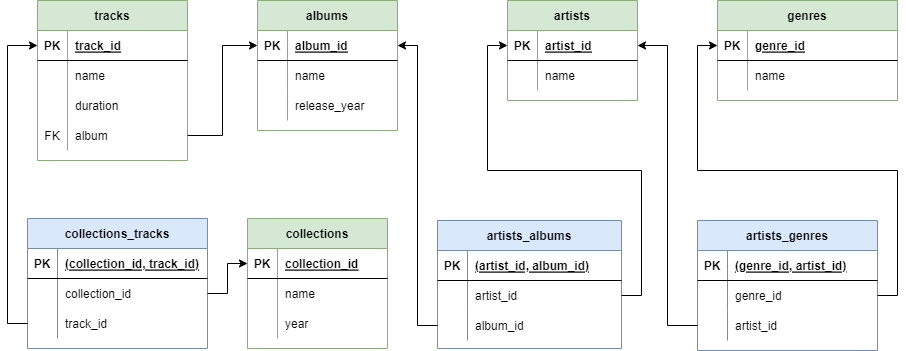 tracks
PK track_id
name
duration
FK album
albums
PK album_id
name
release_year
artists
PK artist_id
name
genres
PK genre_id
name
collections_tracks
PK (collection_id, track_id)
collection_id
track_id
collections
PK collection_id
name
year
artists_albums
PK (artist_id, album_id)
artist_id
album_id
artists_genres
PK (genre_id, artist_id)
genre_id
artist_id